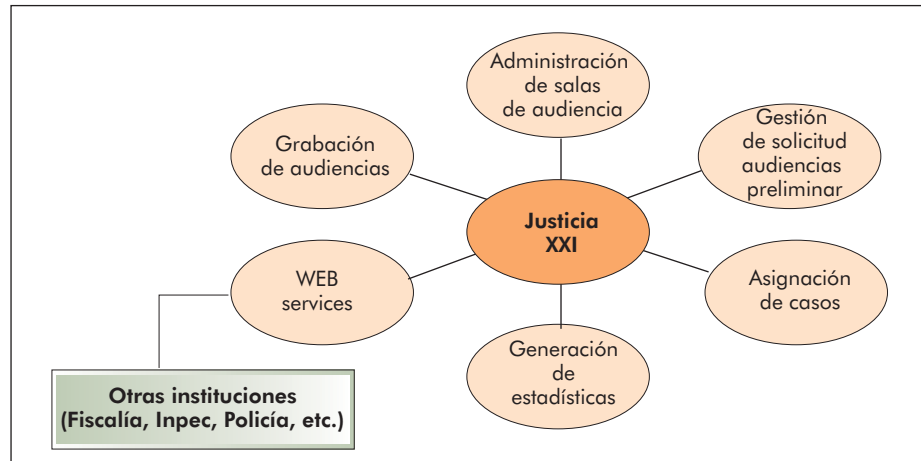 Administración
de salas
de audiencia
Grabación
de audiencias
Gestión
de solicitud
audiencias
preliminar
Justicia
XXI
WEB
services
Asignación
de casos
Generación
de
estadísticas
Otras instituciones
(Fiscalía, Inpec, Policía, etc.)